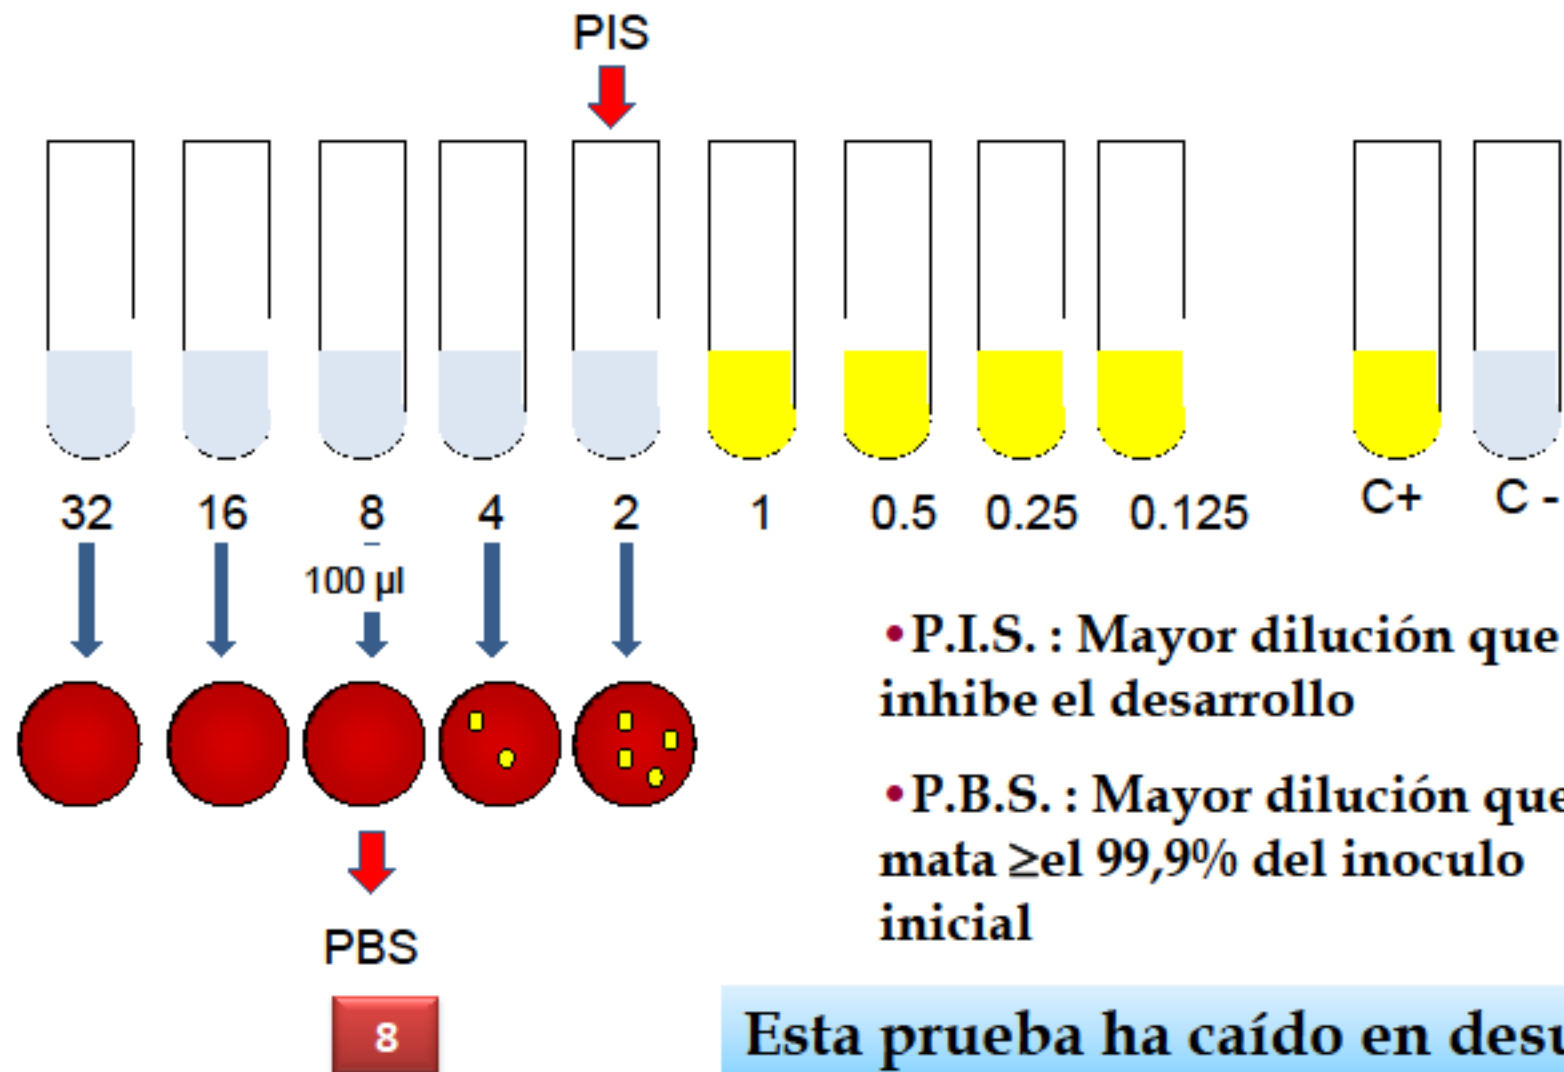 PIS
32 16 8 4 2 1 0.5 0.25 0.125 C+ C -
100 µl
•P.I.S. : Mayor dilución que
inhibe el desarrollo
•P.B.S. : Mayor dilución que
mata ≥el 99,9% del inoculo
inicial
PBS
8
Esta prueba ha caído en desu